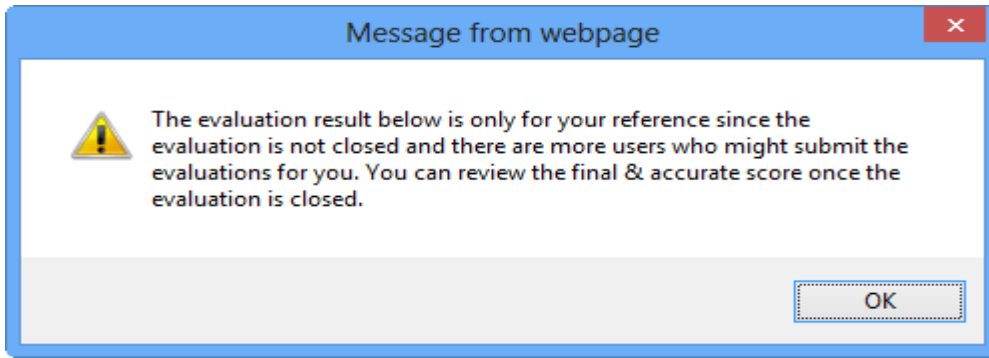 Message from webpage
The evaluation result below is only for your reference since the
evaluation is not closed and there are more users who might submit the
evaluations for you. You can review the final & accurate score once the
evaluation is closed.
OK